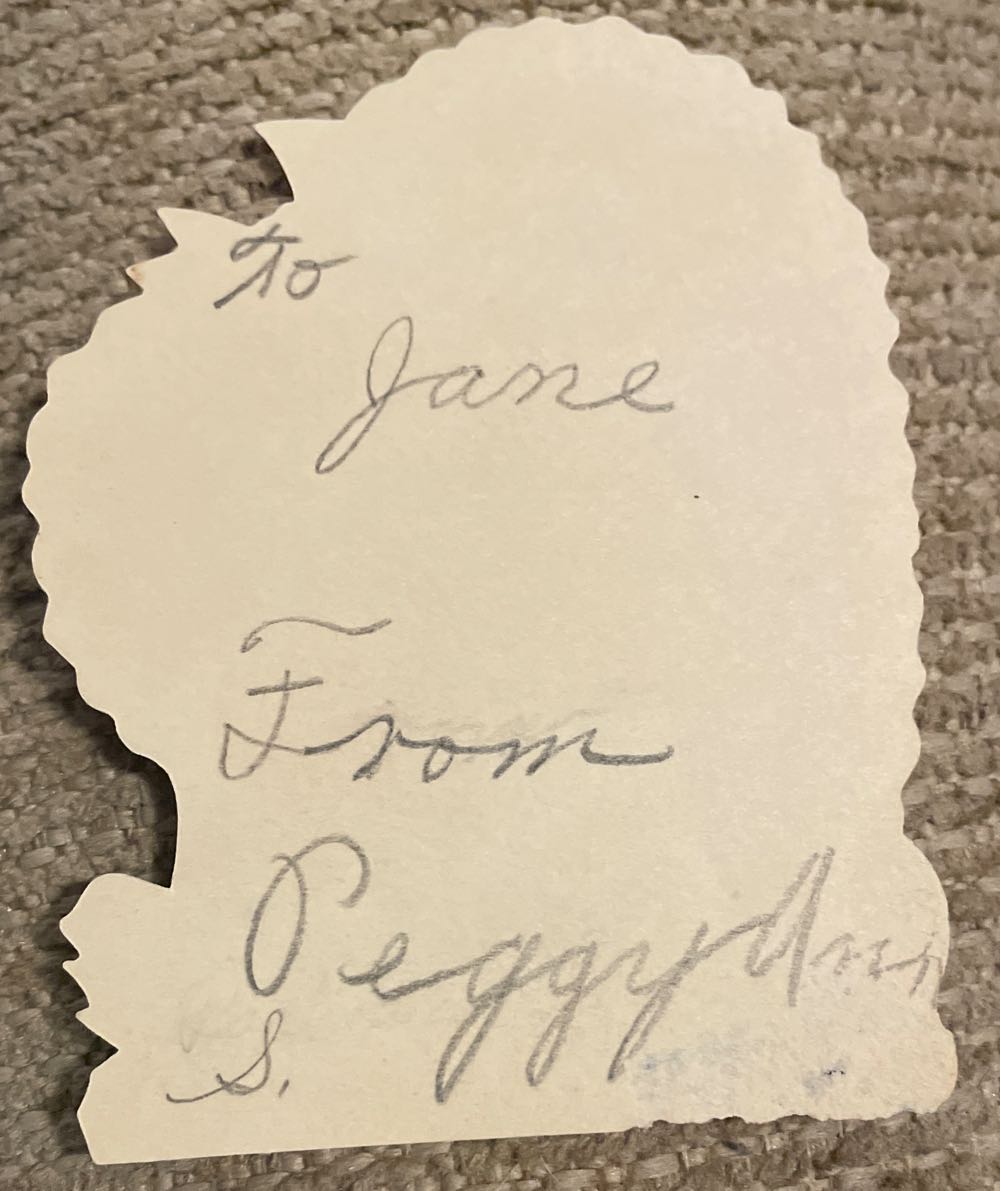 To
Jane
From
Peggy Ann
S.